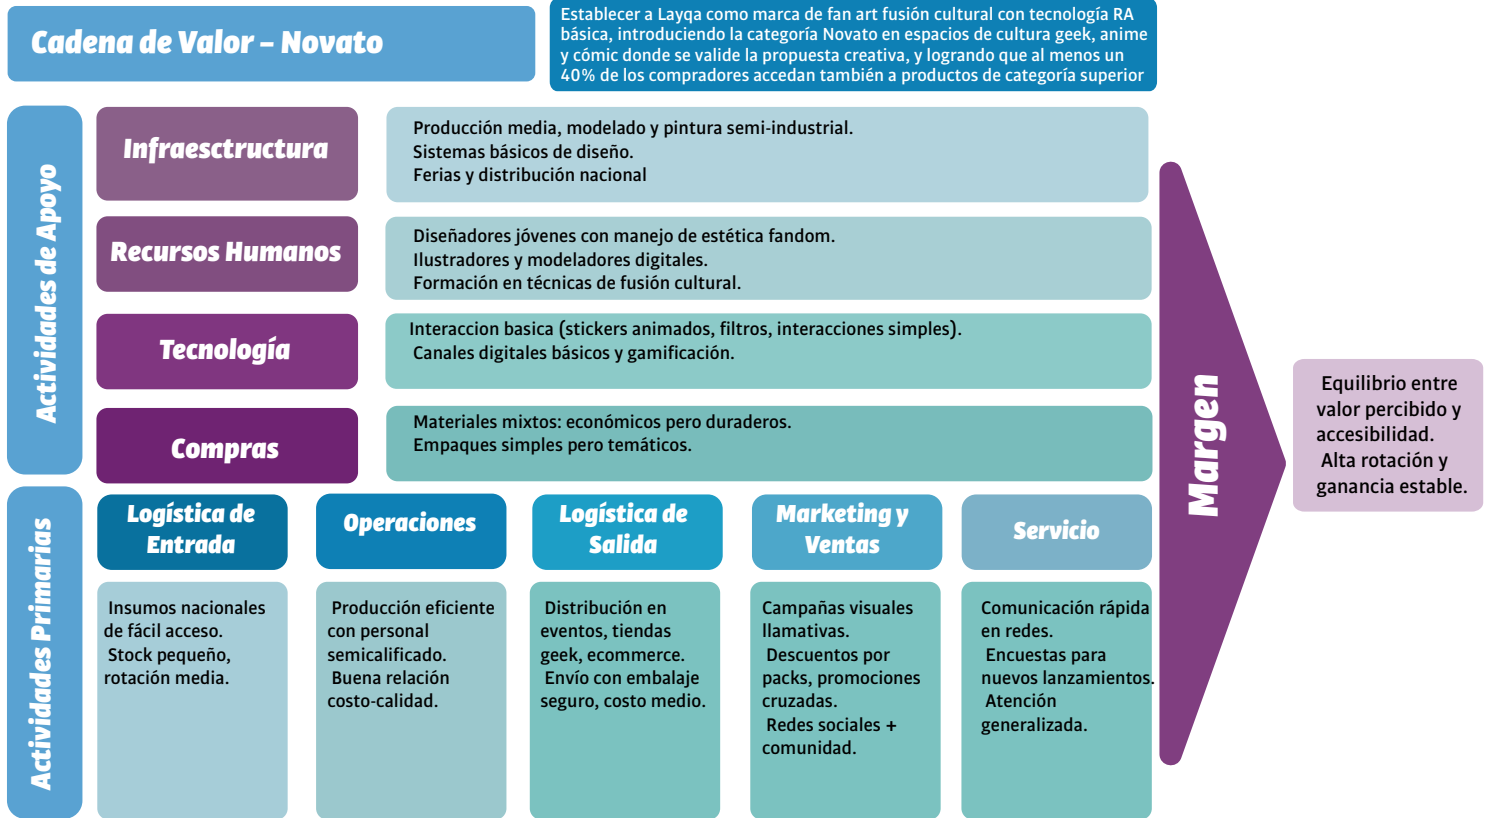 Cadena de Valor – Novato
Establecer a Layqa como marca de fan art fusión cultural con tecnología RA
básica, introduciendo la categoría Novato en espacios de cultura geek, anime
y cómic donde se valide la propuesta creativa, y logrando que al menos un
40% de los compradores accedan también a productos de categoría superior
Actividades de Apoyo
Infraesctructura
Producción media, modelado y pintura semi-industrial.
Sistemas básicos de diseño.
Ferias y distribución nacional
Recursos Humanos
Diseñadores jóvenes con manejo de estética fandom.
Ilustradores y modeladores digitales.
Formación en técnicas de fusión cultural.
Tecnología
Interaccion basica (stickers animados, filtros, interacciones simples).
Canales digitales básicos y gamificación.
Compras
Materiales mixtos: económicos pero duraderos.
Empaques simples pero temáticos.
Actividades Primarias
Logística de
Entrada
Insumos nacionales
de fácil acceso.
Stock pequeño,
rotación media.
Operaciones
Producción eficiente
con personal
semicalificado.
Buena relación
costo-calidad.
Logística de
Salida
Distribución en
eventos, tiendas
geek, ecommerce.
Envío con embalaje
seguro, costo medio.
Marketing y
Ventas
Campañas visuales
llamativas.
Descuentos por
packs, promociones
cruzadas.
Redes sociales +
comunidad.
Servicio
Comunicación rápida
en redes.
Encuestas para
nuevos lanzamientos.
Atención
generalizada.
Margen
Equilibrio entre
valor percibido y
accesibilidad.
Alta rotación y
ganancia estable.